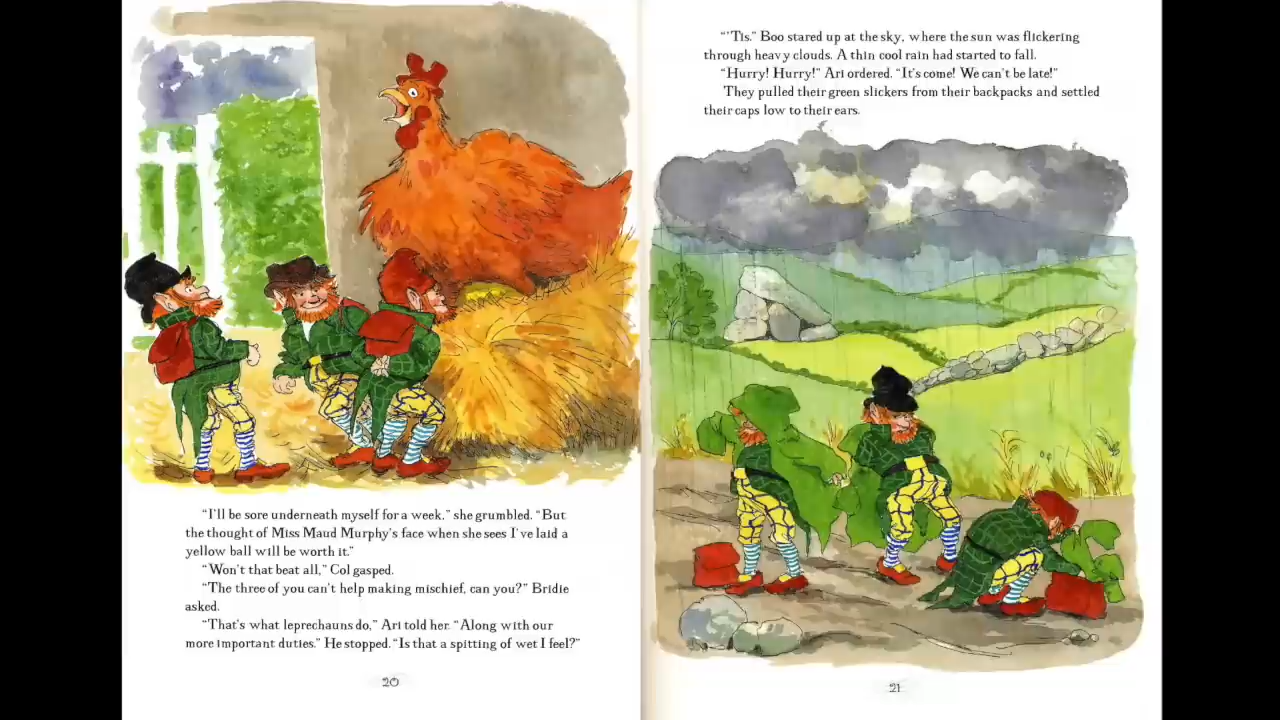 “I’ll be sore underneath myself for a week,” she grumbled. “But
the thought of Miss Maud Murphy’s face when she sees I’ve laid a
yellow ball will be worth it.”
“Won’t that beat all,” Col gasped.
“The three of you can’t help making mischief, can you?” Bridie
asked.
“That’s what leprechauns do,” Ari told her. “Along with our
more important duties.” He stopped. “Is that a spitting of wet I feel?”
20
“’Tis.” Boo stared up at the sky, where the sun was flickering
through heavy clouds. A thin cool rain had started to fall.
“Hurry! Hurry!” Ari ordered. “It’s come! We can’t be late!”
They pulled their green slickers from their backpacks and settled
their caps low to their ears.
21